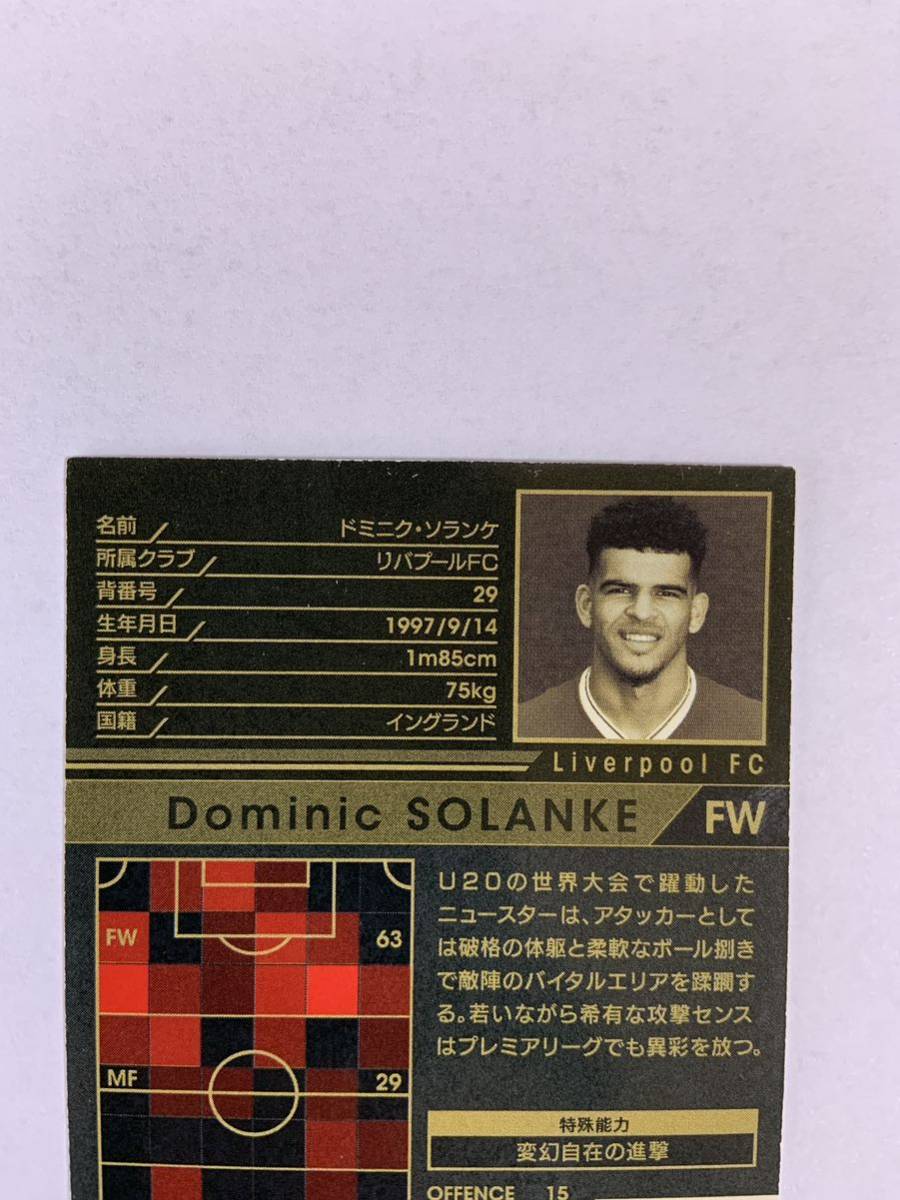 名前 ドミニク・ソランケ
所属クラブ リバプールFC
背番号 29
生年月日 1997/9/14
身長 1m85cm
体重 75kg
国籍 イングランド
Liverpool FC
Dominic SOLANKE FW
FW 63
MF 29
U20の世界大会で躍動した
ニュースターは、アタッカーとして
は破格の体躯と柔軟なボール捌き
で敵陣のバイタルエリアを蹂躙す
る。若いながら希有な攻撃センス
はプレミアリーグでも異彩を放つ。
特殊能力
変幻自在の進撃
OFFENCE 15